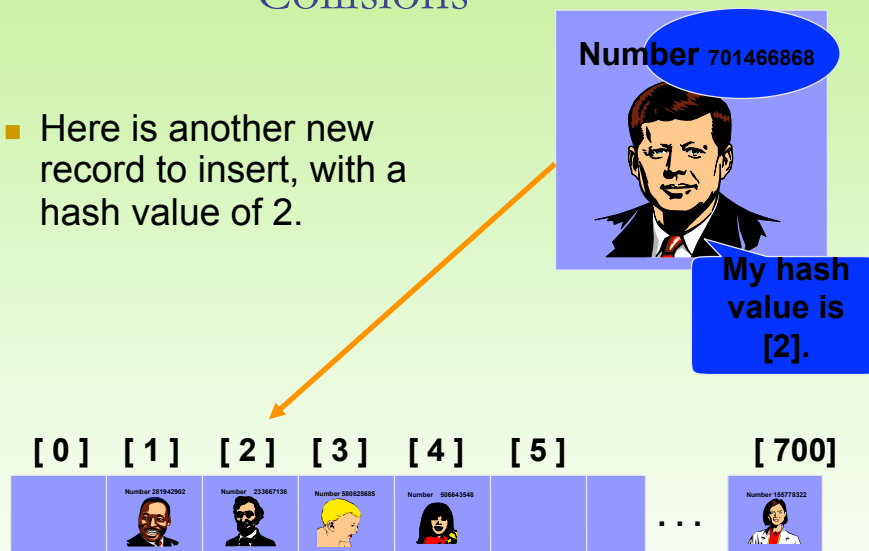 Collisions
Number 701466868
Here is another new
record to insert, with a
hash value of 2.
My hash
value is
[2].
[ 0 ] [ 1 ] [ 2 ] [ 3 ] [ 4 ] [ 5 ] [ 700]
Number 281942902 Number 233667136 Number 580625685 Number 506643548 . . . Number 155778322